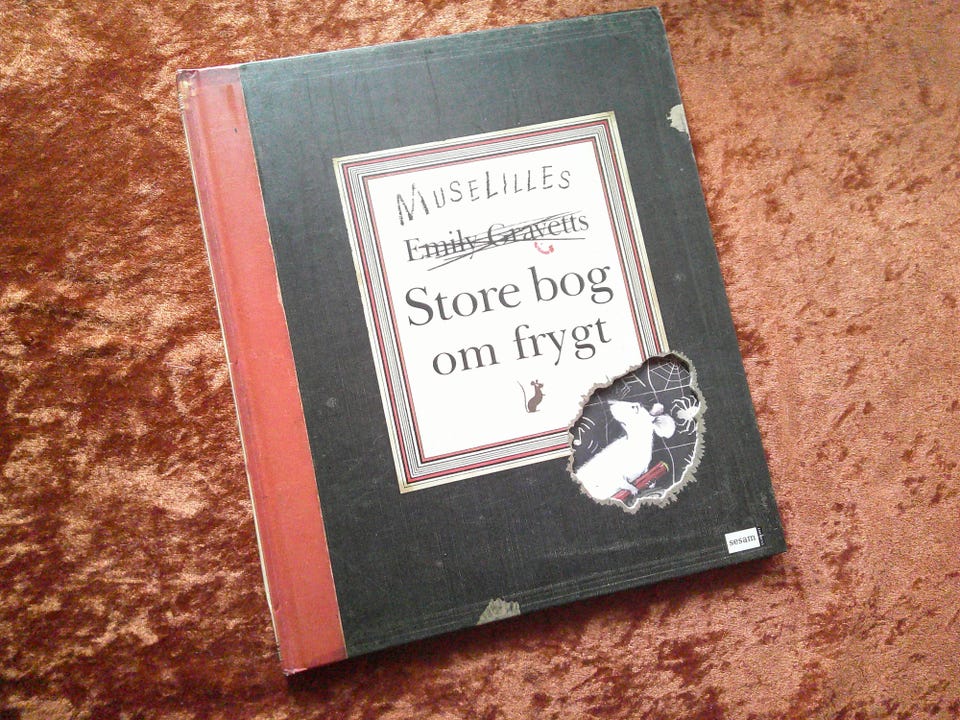 MUSELILLES
Emily Gravetts
Store bog
om frygt
sesam